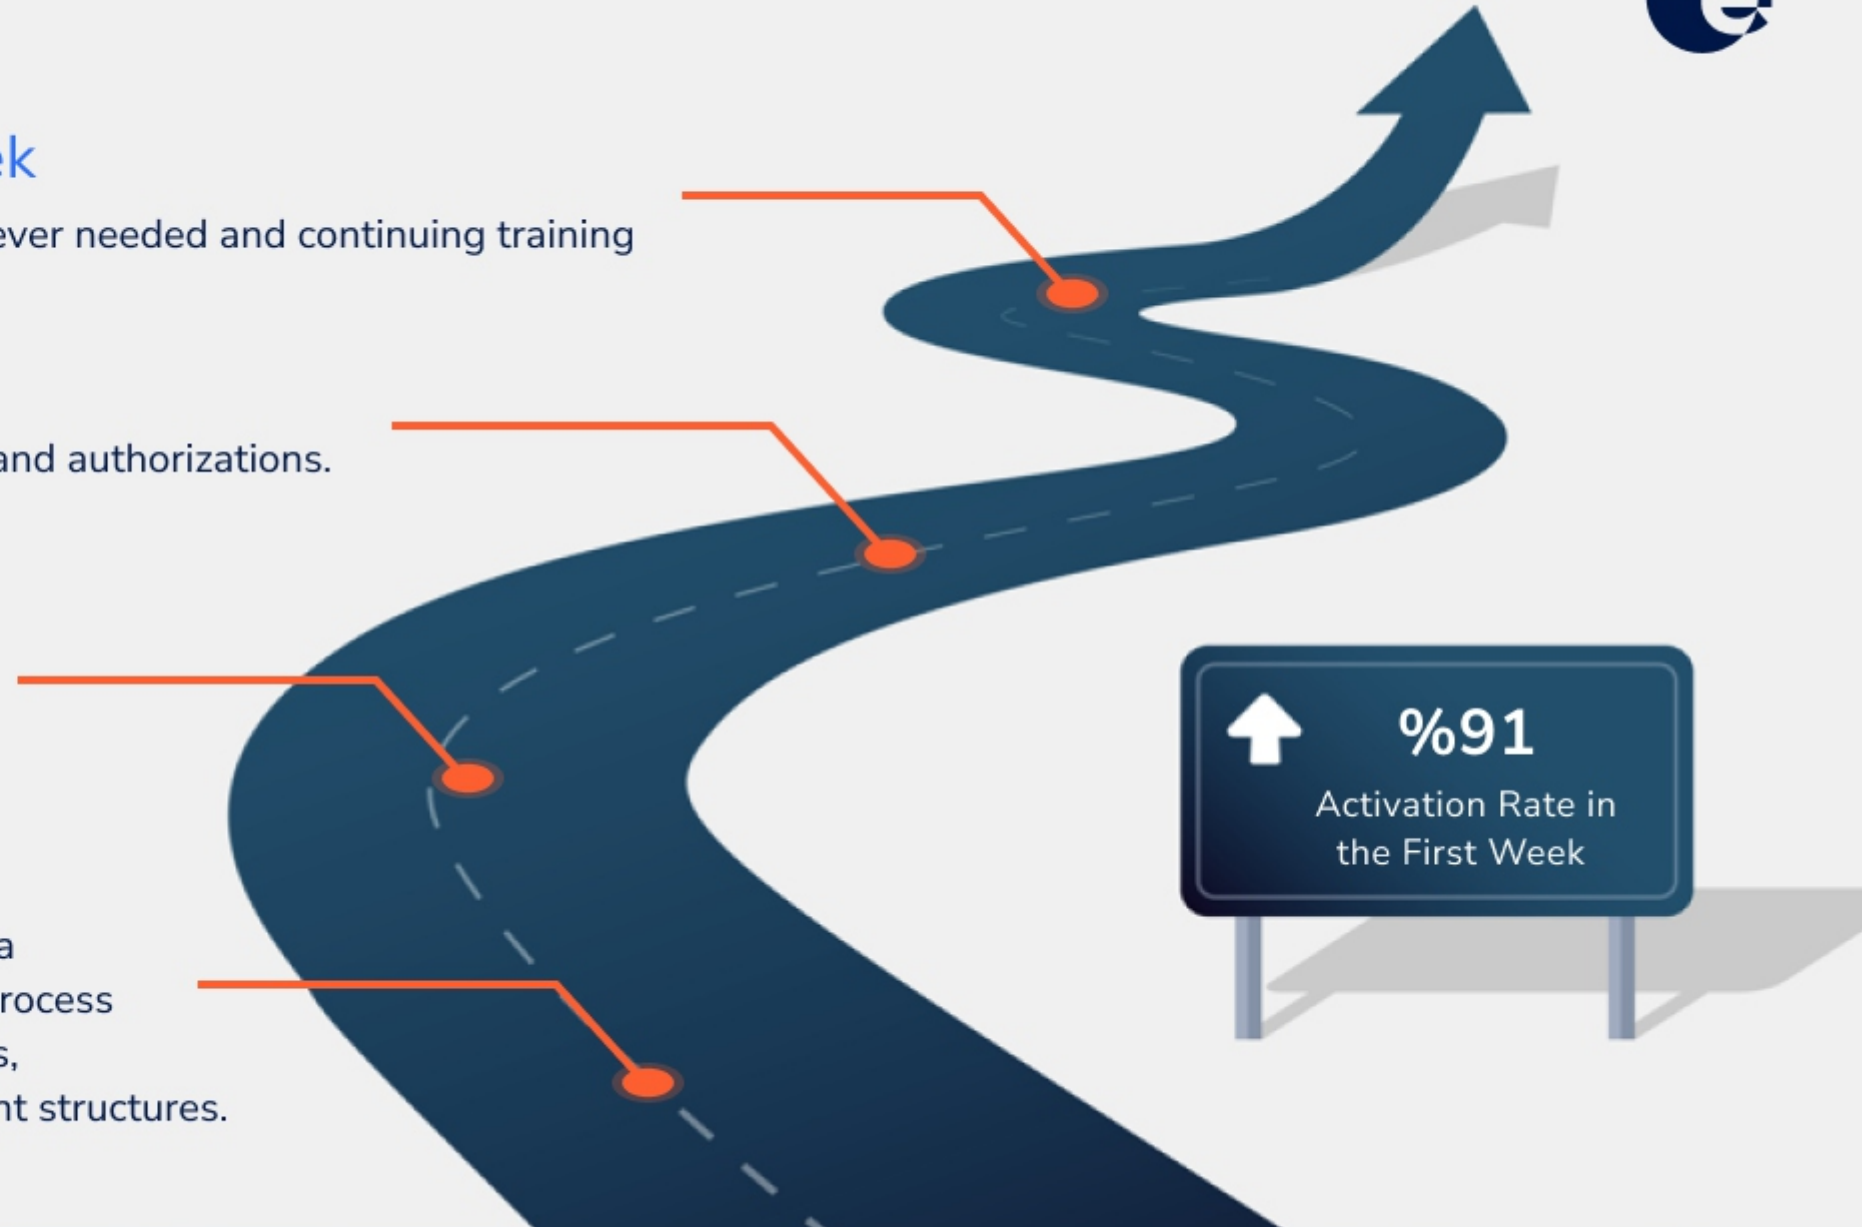 ek
ever needed and continuing training
and authorizations.
%91
Activation Rate in
the First Week
a
rocess
s,
nt structures.